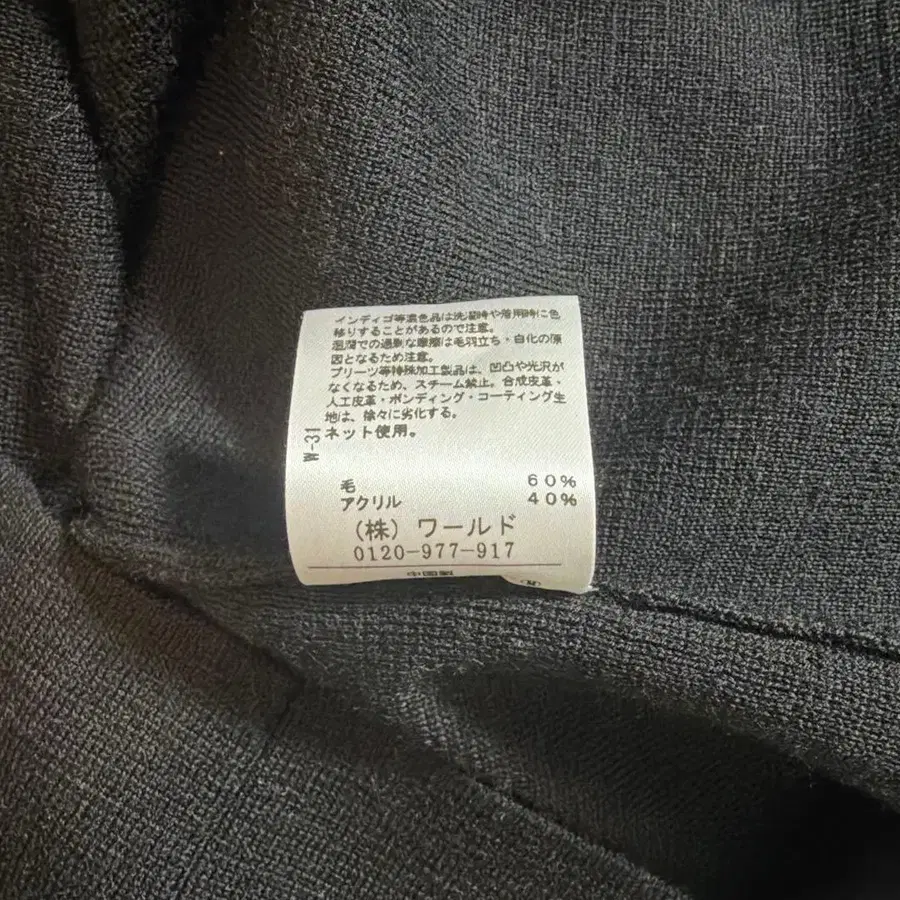 インディゴ等濃色品は洗濯時や着用時に色
移りすることがあるので注意。
湿潤での過剰な摩擦は毛羽立ち・白化の原
因となるため注意。
プリーツ等特殊加工製品は、凹凸や光沢が
なくなるため、スチーム禁止。合成皮革・
人工皮革・ボンディング・コーティング生
地は、徐々に劣化する。
ネット使用。
W-31
毛 60%
アクリル 40%
(株)ワールド
0120-977-917
中国製
(M)